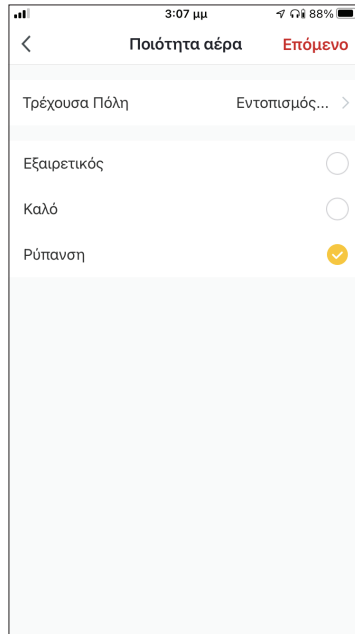 3:07 μμ 88%
Ποιότητα αέρα Επόμενο
Τρέχουσα Πόλη Εντοπισμός...
Εξαιρετικός
Καλό
Ρύπανση